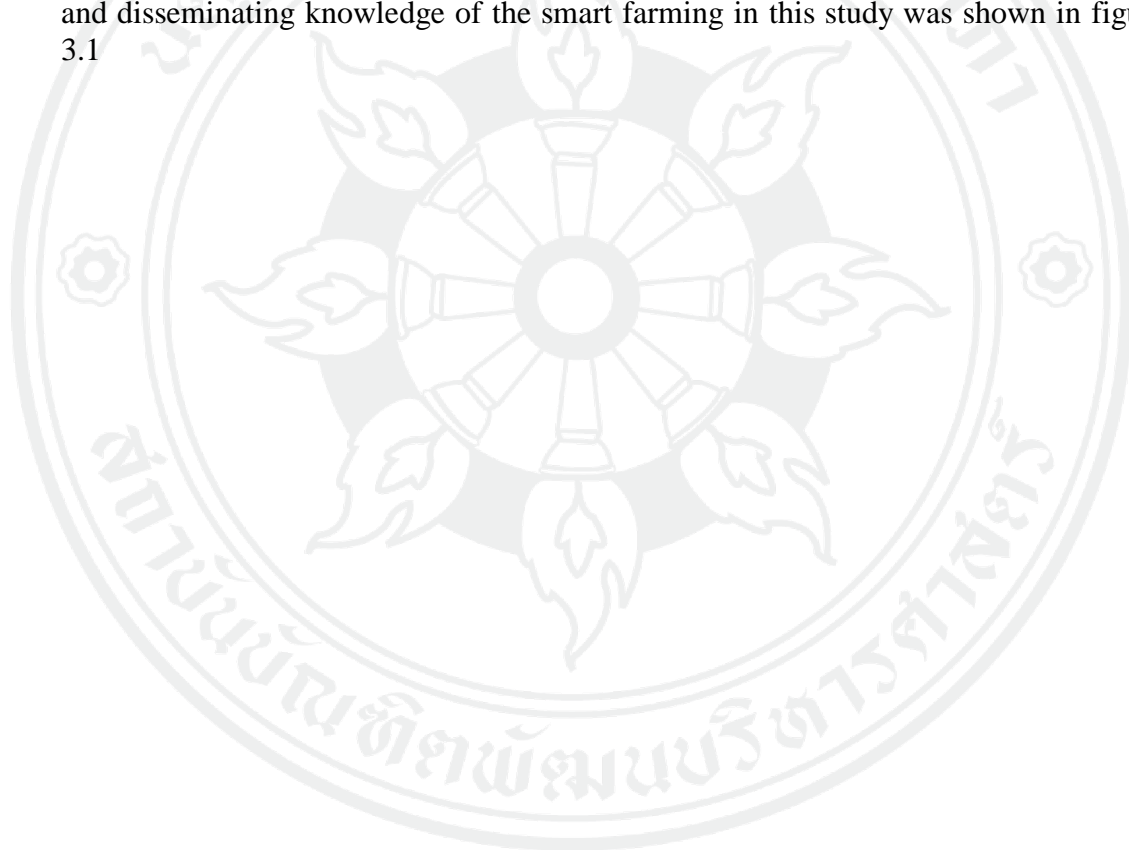 and disseminating knowledge of the smart farming in this study was shown in figu
3.1
สถาบันบัณฑิตพัฒนบริหารศาสตร์